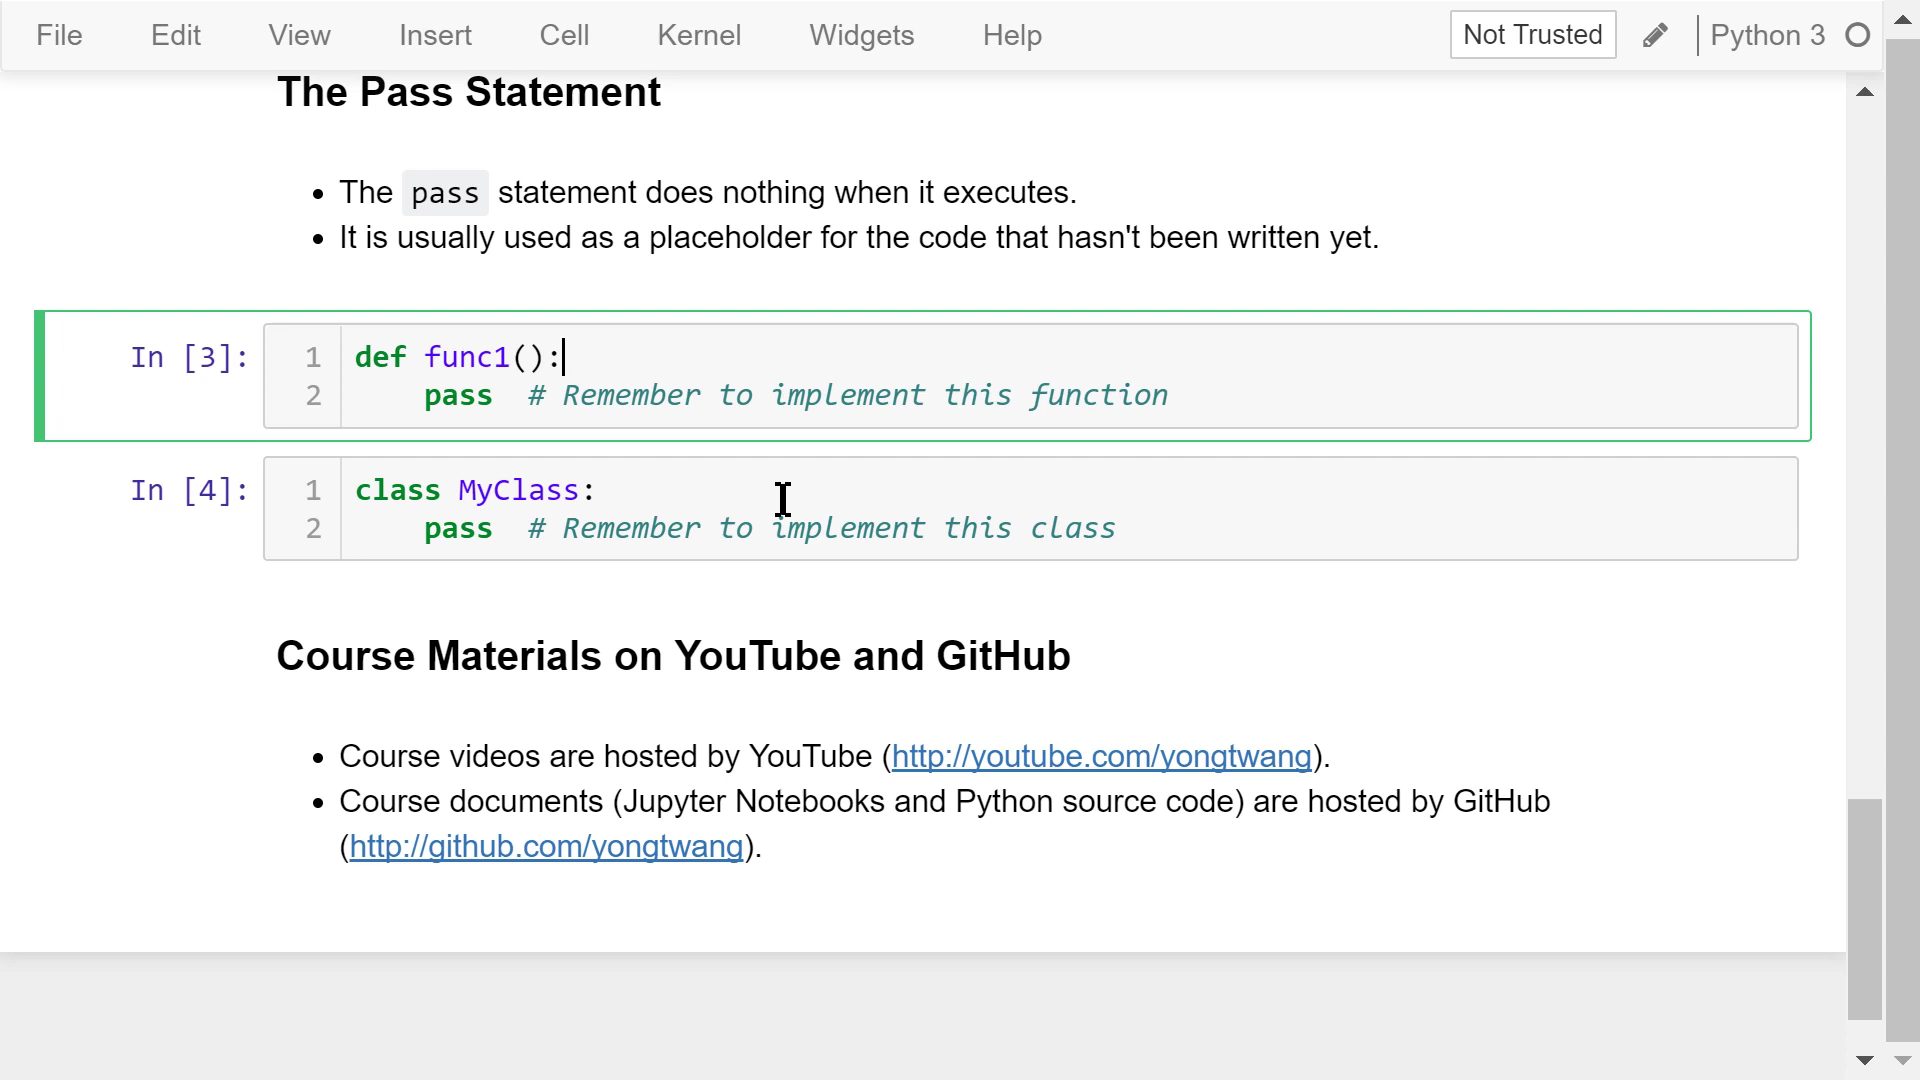 File Edit View Insert Cell Kernel Widgets Help Not Trusted Python 3
The Pass Statement
• The pass statement does nothing when it executes.
• It is usually used as a placeholder for the code that hasn't been written yet.
In [3]: 1 def func1():
2 pass # Remember to implement this function
In [4]: 1 class MyClass:
2 pass # Remember to implement this class
Course Materials on YouTube and GitHub
• Course videos are hosted by YouTube (http://youtube.com/yongtwang).
• Course documents (Jupyter Notebooks and Python source code) are hosted by GitHub
(http://github.com/yongtwang).